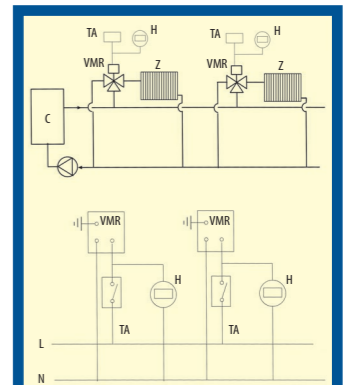 TA H TA H
VMR Z VMR Z
C
VMR VMR
H H
TA TA
L
N